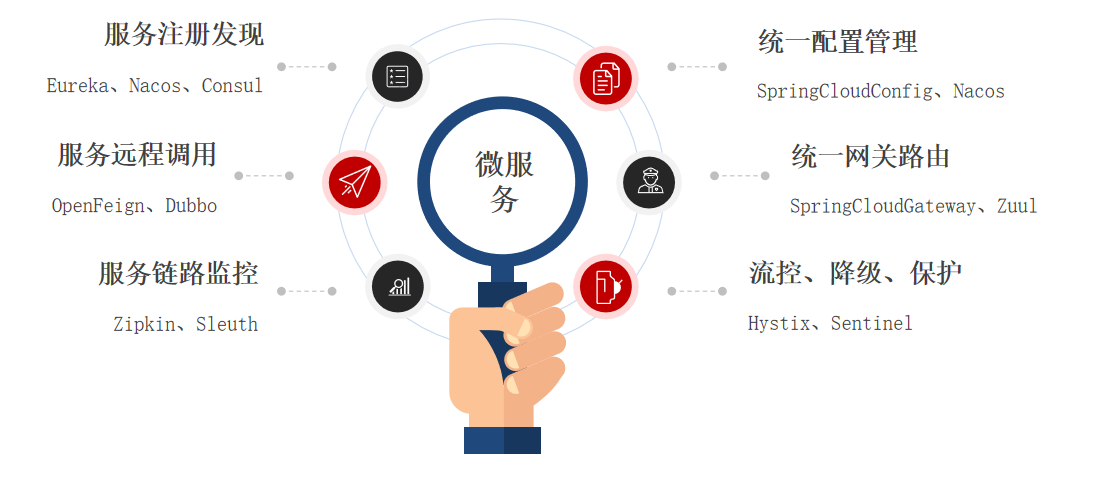 服务注册发现
Eureka、Nacos、Consul
服务远程调用
OpenFeign、Dubbo
服务链路监控
Zipkin、Sleuth
微服
务
统一配置管理
SpringCloudConfig、Nacos
统一网关路由
SpringCloudGateway、Zuul
流控、降级、保护
Hystix、Sentinel